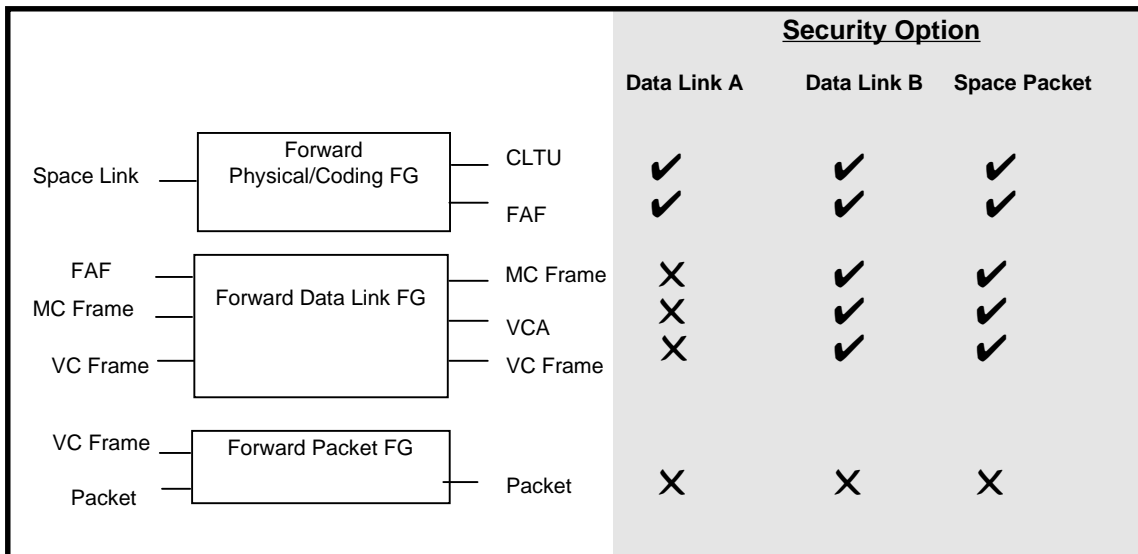 Security Option
Data Link A Data Link B Space Packet
Space Link
Forward
Physical/Coding FG
CLTU ✔ ✔ ✔
FAF ✔ ✔ ✔
FAF
MC Frame
VC Frame
Forward Data Link FG
MC Frame ✗ ✔ ✔
VCA ✗ ✔ ✔
VC Frame ✗ ✔ ✔
VC Frame
Packet
Forward Packet FG
Packet ✗ ✗ ✗